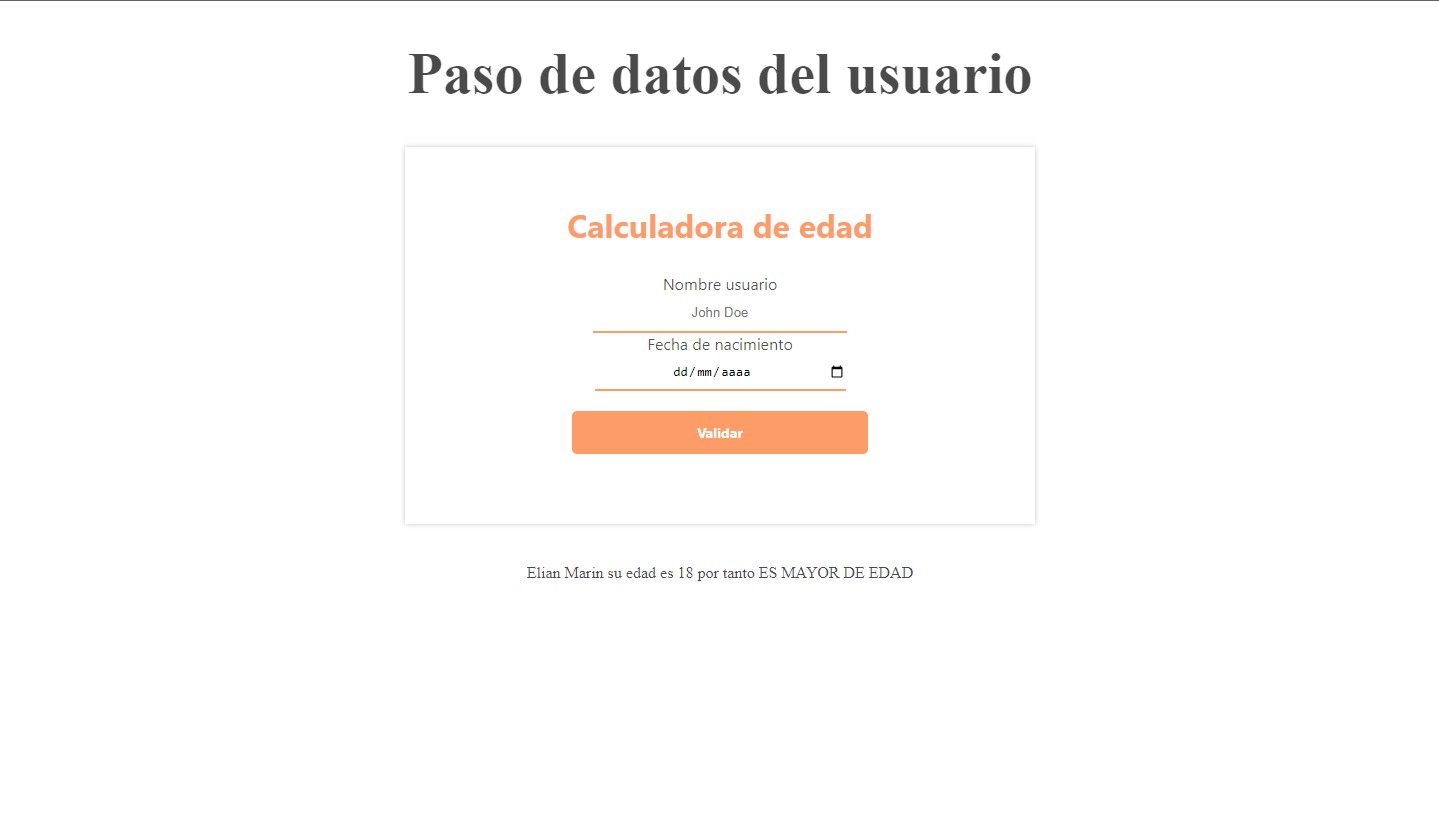 Paso de datos del usuario
Calculadora de edad
Nombre usuario
John Doe
Fecha de nacimiento
dd/mm/aaaa
Validar
Elian Marin su edad es 18 por tanto ES MAYOR DE EDAD